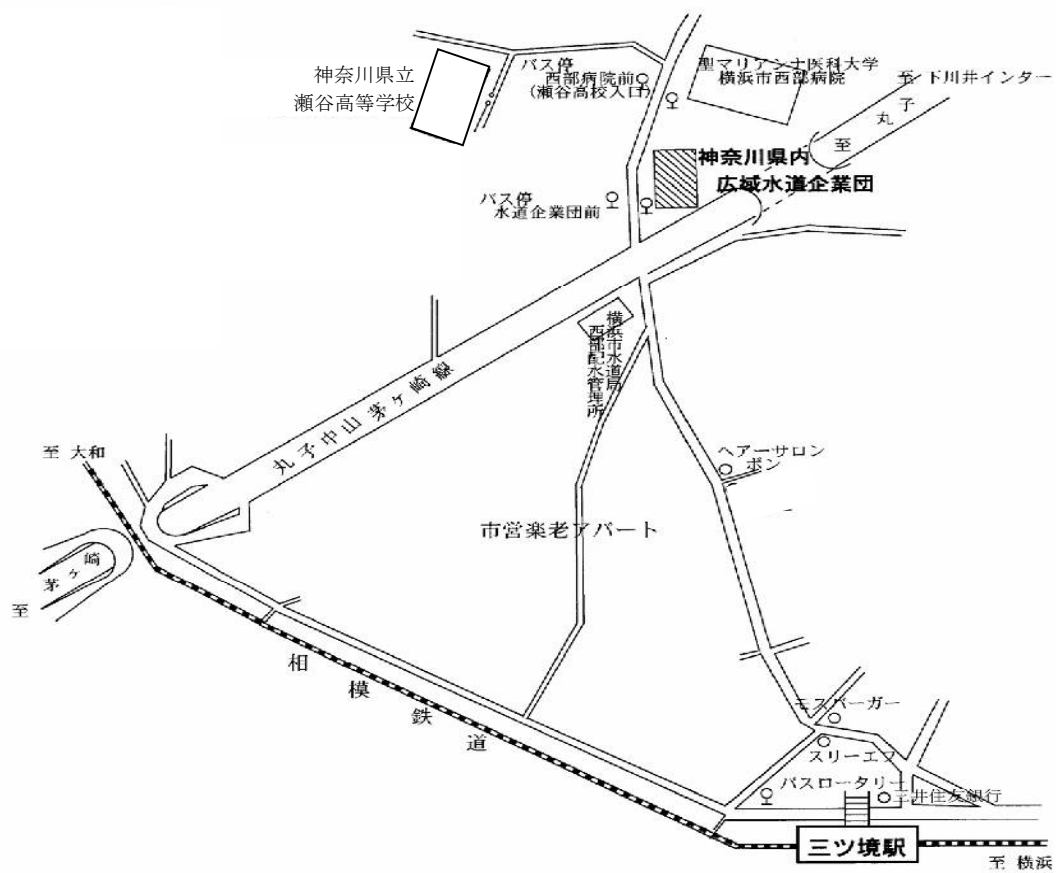 神奈川県立
瀬谷高等学校
バス停
西部病院前
(瀬谷高校入口)
聖マリアンナ医科大学
横浜市西部病院
至 下川井インター
至 丸子
神奈川県内
広域水道企業団
バス停
水道企業団前
横浜市水道局
西部配水管理所
丸子中山茅ヶ崎線
至 大和
ヘアーサロン
ボン
市営楽老アパート
至 茅ヶ崎
相模鉄道
モスバーガー
スリーエフ
バスロータリー
三井住友銀行
三ツ境駅
至 横浜